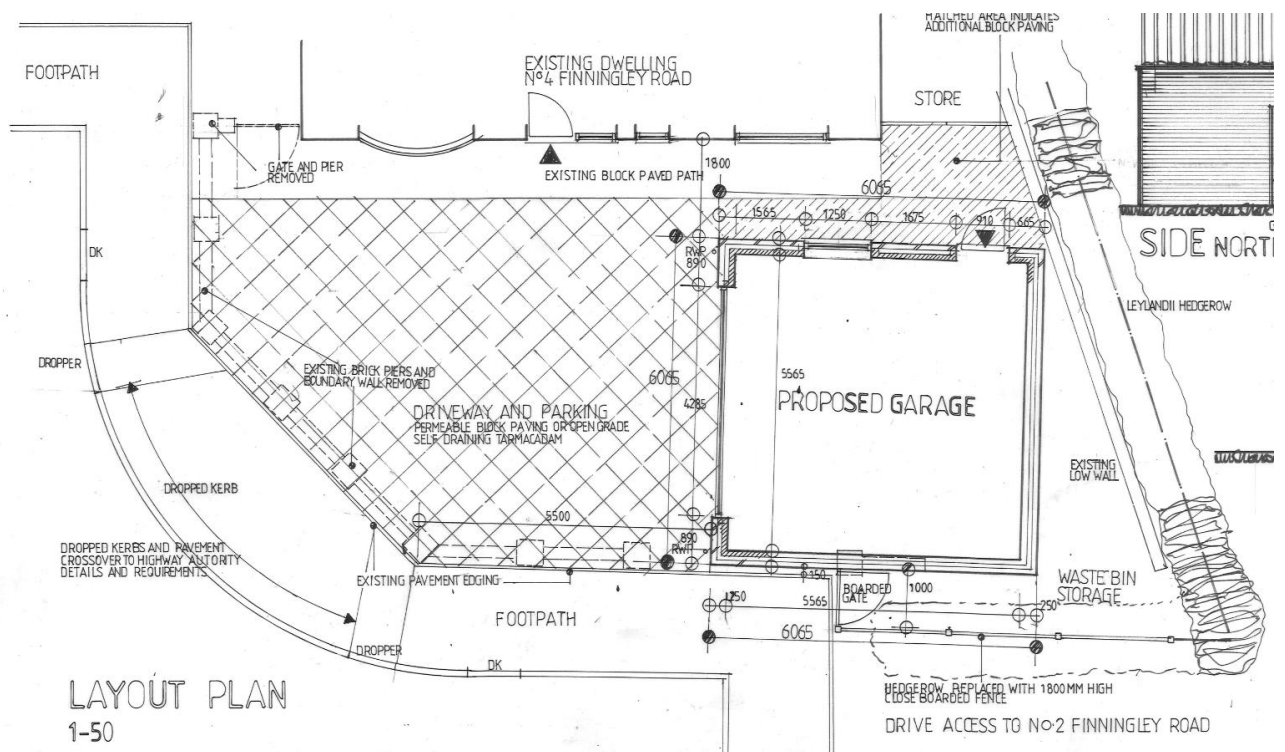 HATCHED AREA INDICATES
ADDITIONAL BLOCK PAVING
FOOTPATH
EXISTING DWELLING
Nº4 FINNINGLEY ROAD
STORE
GATE AND PIER
REMOVED
1800
EXISTING BLOCK PAVED PATH
6065
1565
1250
1675
910
665
SIDE NORTH
DK
RWP
890
LEYLANDII HEDGEROW
DROPPER
EXISTING BRICK PIERS AND
BOUNDARY WALL REMOVED
6065
5565
4285
PROPOSED GARAGE
DRIVEWAY AND PARKING
PERMEABLE BLOCK PAVING OR OPEN GRADE
SELF DRAINING TARMACADAM
EXISTING
LOW WALL
DROPPED KERB
5500
890
RWP
DROPPED KERBS AND PAVEMENT
CROSSOVER TO HIGHWAY AUTORITY
DETAILS AND REQUIREMENTS
EXISTING PAVEMENT EDGING
150
BOARDED
GATE
1000
WASTE BIN
STORAGE
FOOTPATH
5565
250
6065
DROPPER
DK
LAYOUT PLAN
1-50
HEDGEROW REPLACED WITH 1800MM HIGH
CLOSE BOARDED FENCE
DRIVE ACCESS TO Nº2 FINNINGLEY ROAD